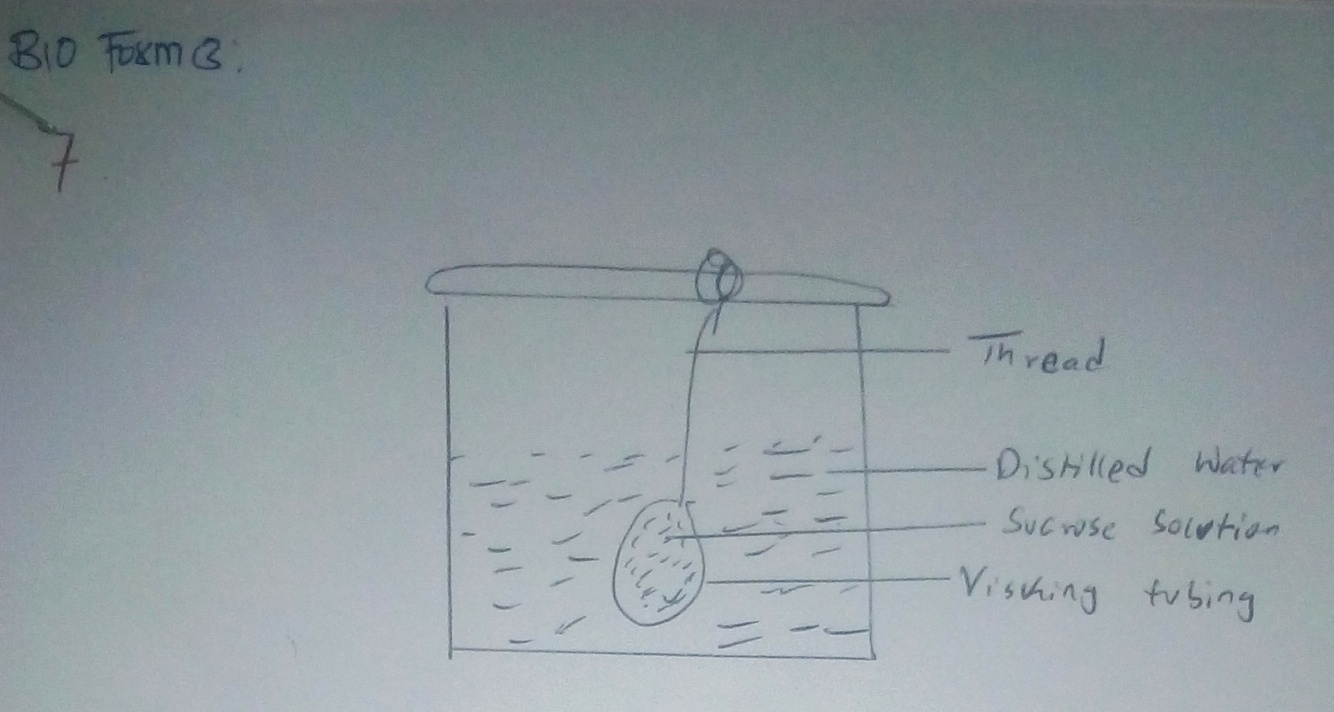 BIO Form 3.
7
Thread
Distilled Water
Sucrose Solution
Visking tubing